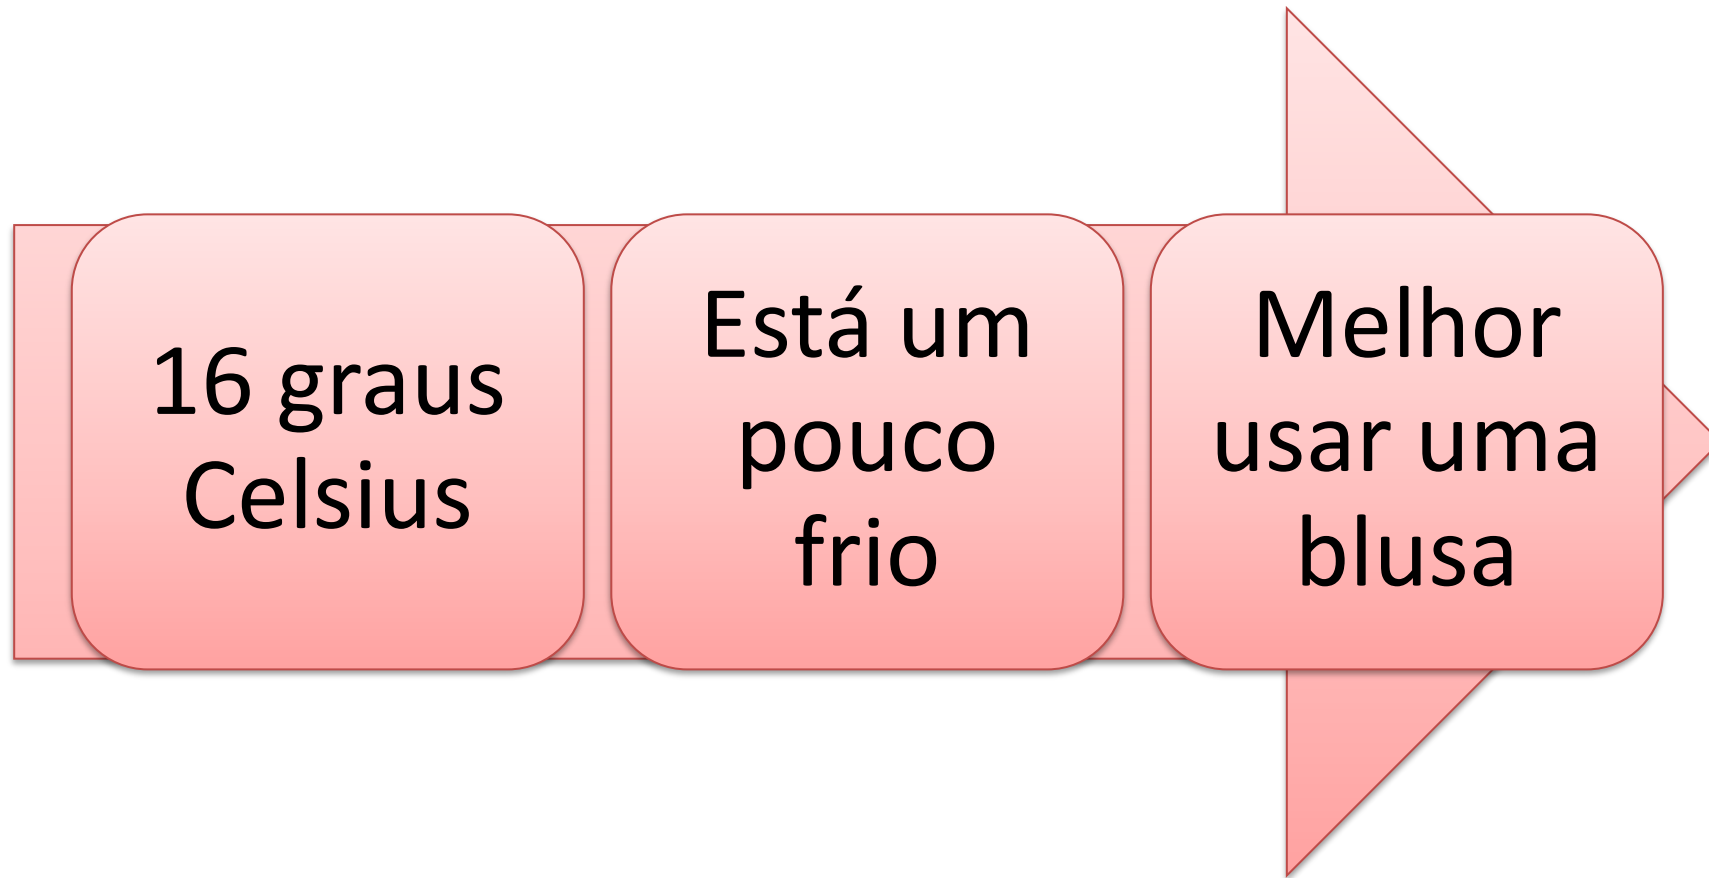 16 graus
Celsius
Está um
pouco
frio
Melhor
usar uma
blusa